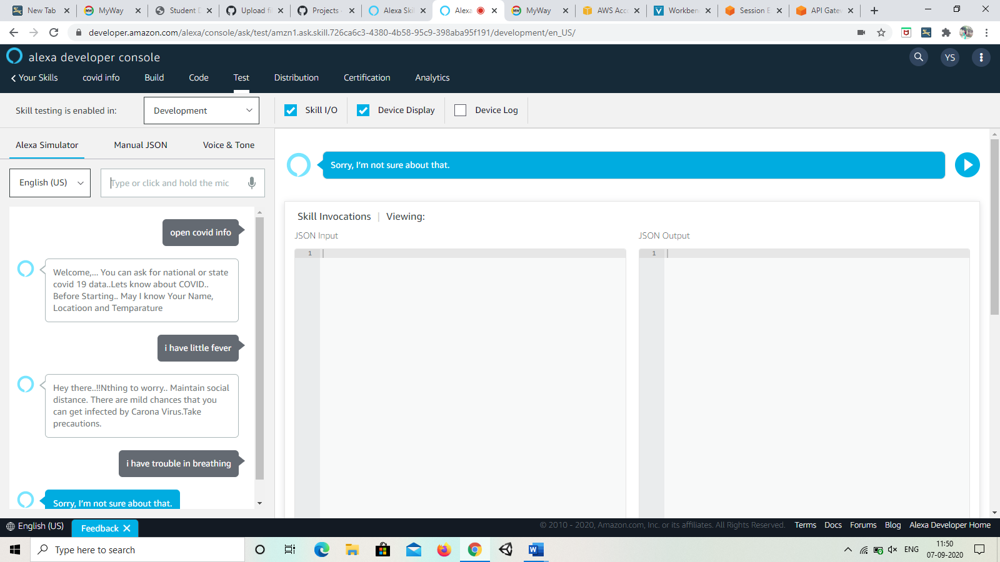 New Tab
MyWay
Student D
Upload fi
Projects
Alexa Skil
Alexa
MyWay
AWS Acco
Workben
Session E
API Gatew
developer.amazon.com/alexa/console/ask/test/amzn1.ask.skill.726ca6c3-4380-4b58-95c9-398aba95f191/development/en_US/
alexa developer console
YS
Your Skills
covid info
Build
Code
Test
Distribution
Certification
Analytics
Skill testing is enabled in:
Development
Skill I/O
Device Display
Device Log
Alexa Simulator
Manual JSON
Voice & Tone
English (US)
Type or click and hold the mic
open covid info
Welcome,... You can ask for national or state
covid 19 data..Lets know about COVID..
Before Starting.. May I know Your Name,
Locatioon and Temparature
i have little fever
Hey there..!!Nthing to worry.. Maintain social
distance. There are mild chances that you
can get infected by Carona Virus.Take
precautions.
i have trouble in breathing
Sorry, I'm not sure about that.
Sorry, I'm not sure about that.
Skill Invocations | Viewing:
JSON Input
JSON Output
1
1
English (US)
Feedback
© 2010 - 2020, Amazon.com, Inc. or its affiliates. All Rights Reserved.
Terms
Docs
Forums
Blog
Alexa Developer Home
Type here to search
ENG
11:50
07-09-2020